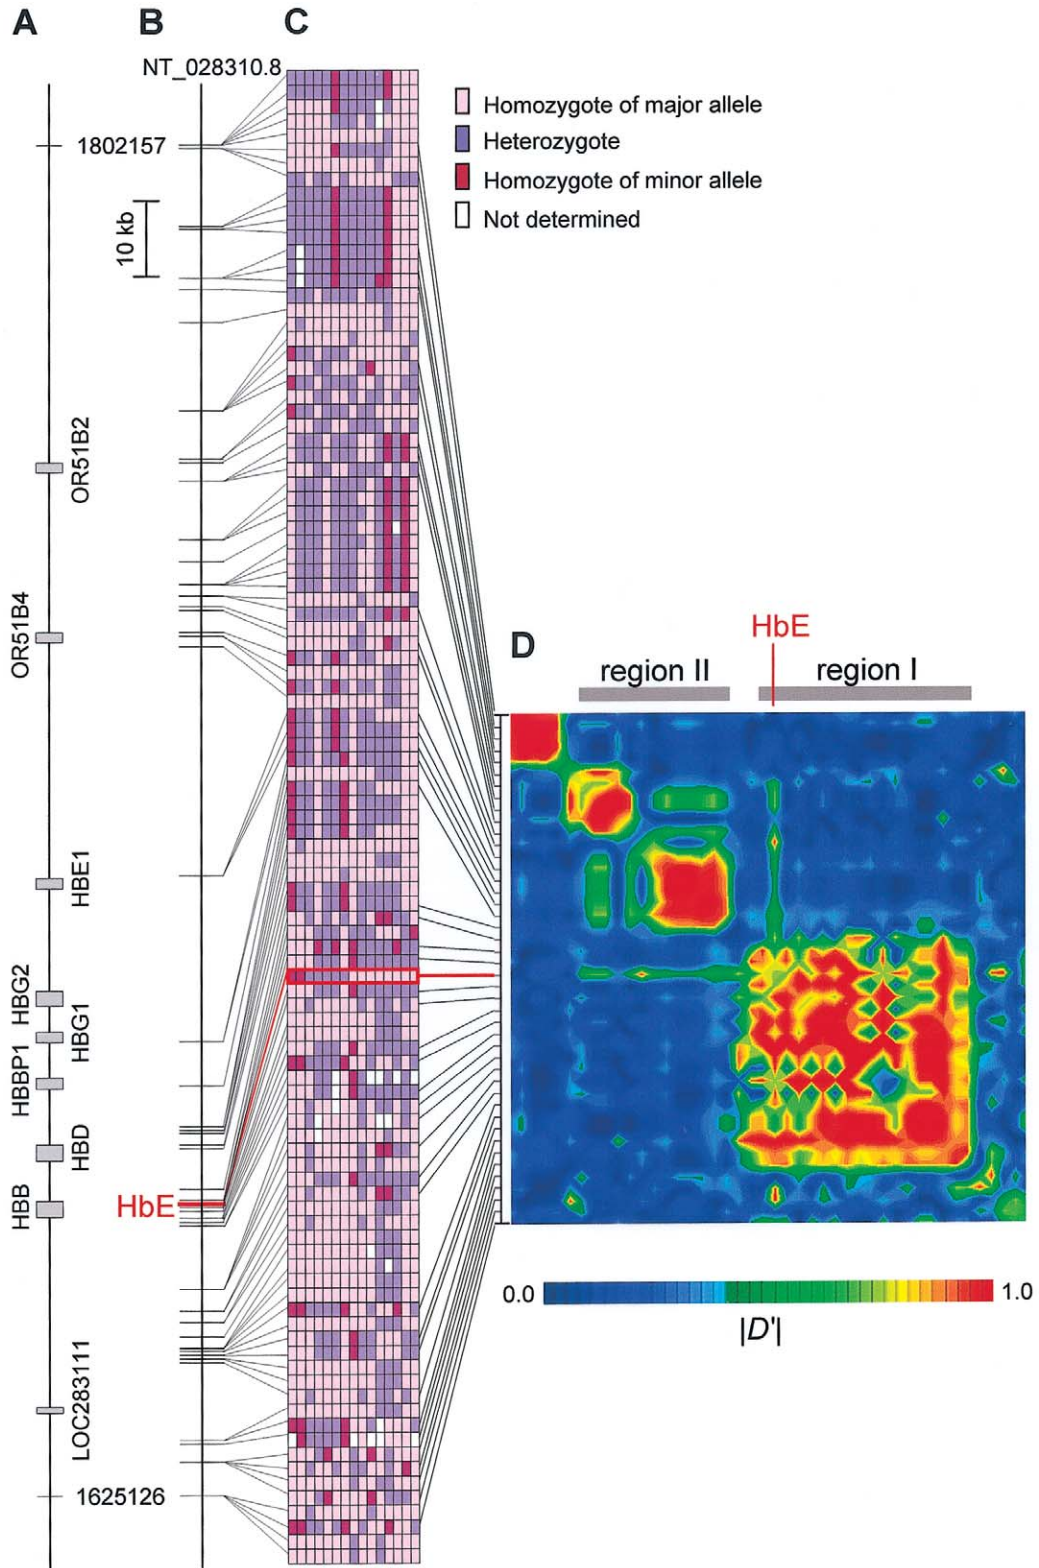 A
B
C
NT_028310.8
1802157
10 kb
Homozygote of major allele
Heterozygote
Homozygote of minor allele
Not determined
OR51B2
OR51B4
HBE1
HBG2
HBG1
HBBP1
HBD
HBB
HbE
LOC283111
1625126
D
HbE
region II
region I
0.0
1.0
|D'|